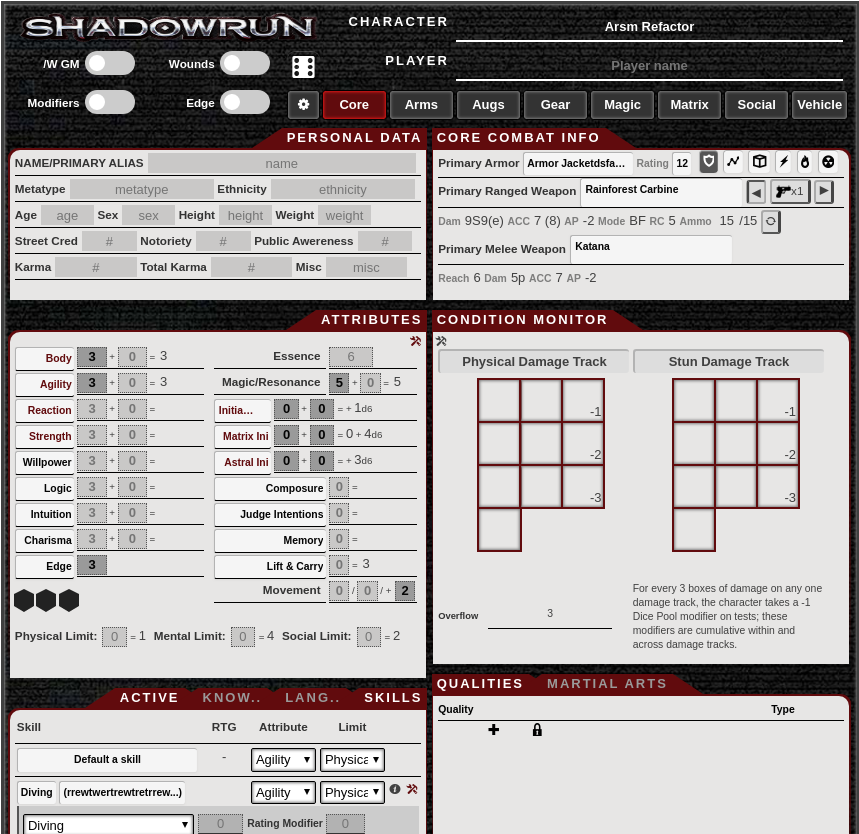 SHADOWRUN
CHARACTER Arsm Refactor
/W GM Wounds PLAYER Player name
Modifiers Edge Core Arms Augs Gear Magic Matrix Social Vehicle
PERSONAL DATA
NAME/PRIMARY ALIAS name
Metatype metatype Ethnicity ethnicity
Age age Sex sex Height height Weight weight
Street Cred # Notoriety # Public Awereness #
Karma # Total Karma # Misc misc
CORE COMBAT INFO
Primary Armor Armor Jacketdsfa... Rating 12
Primary Ranged Weapon Rainforest Carbine ◀ x1 ▶
Dam 9S9(e) ACC 7 (8) AP -2 Mode BF RC 5 Ammo 15 /15
Primary Melee Weapon Katana
Reach 6 Dam 5p ACC 7 AP -2
ATTRIBUTES
Body 3 + 0 = 3
Agility 3 + 0 = 3
Reaction 3 + 0 =
Strength 3 + 0 =
Willpower 3 + 0 =
Logic 3 + 0 =
Intuition 3 + 0 =
Charisma 3 + 0 =
Edge 3
Essence 6
Magic/Resonance 5 + 0 = 5
Initia... 0 + 0 = + 1d6
Matrix Ini 0 + 0 = 0 + 4d6
Astral Ini 0 + 0 = + 3d6
Composure 0 =
Judge Intentions 0 =
Memory 0 =
Lift & Carry 0 = 3
Movement 0 / 0 / + 2
Physical Limit: 0 = 1 Mental Limit: 0 = 4 Social Limit: 0 = 2
CONDITION MONITOR
Physical Damage Track Stun Damage Track
-1 -1
-2 -2
-3 -3
Overflow 3
For every 3 boxes of damage on any one
damage track, the character takes a -1
Dice Pool modifier on tests; these
modifiers are cumulative within and
across damage tracks.
ACTIVE KNOW.. LANG.. SKILLS
Skill RTG Attribute Limit
Default a skill - Agility Physica
Diving (rrewtwertrewtretrrew...) Agility Physica
Diving 0 Rating Modifier 0
QUALITIES MARTIAL ARTS
Quality Type